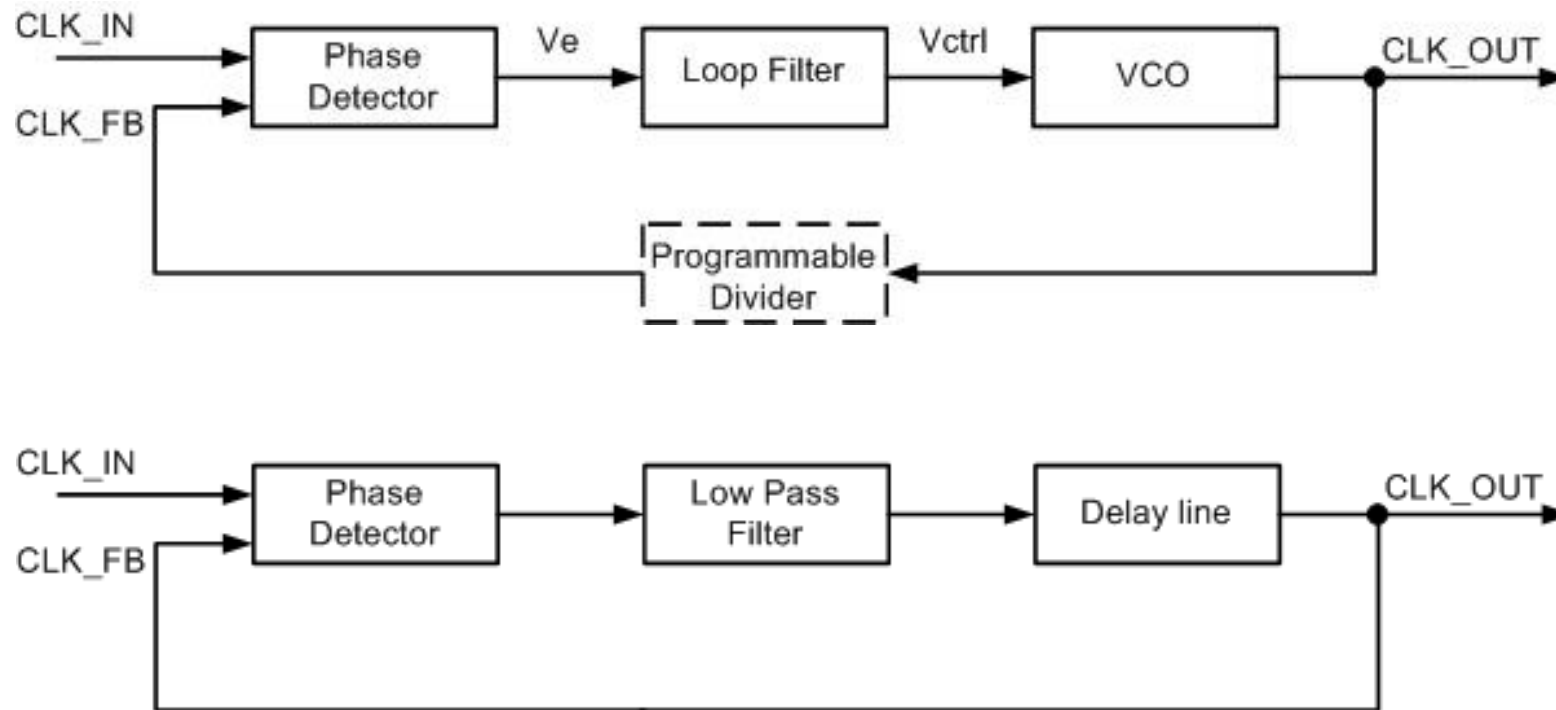 CLK_IN
CLK_FB
Phase
Detector
Ve
Loop Filter
Vctrl
VCO
CLK_OUT
Programmable
Divider
CLK_IN
CLK_FB
Phase
Detector
Low Pass
Filter
Delay line
CLK_OUT